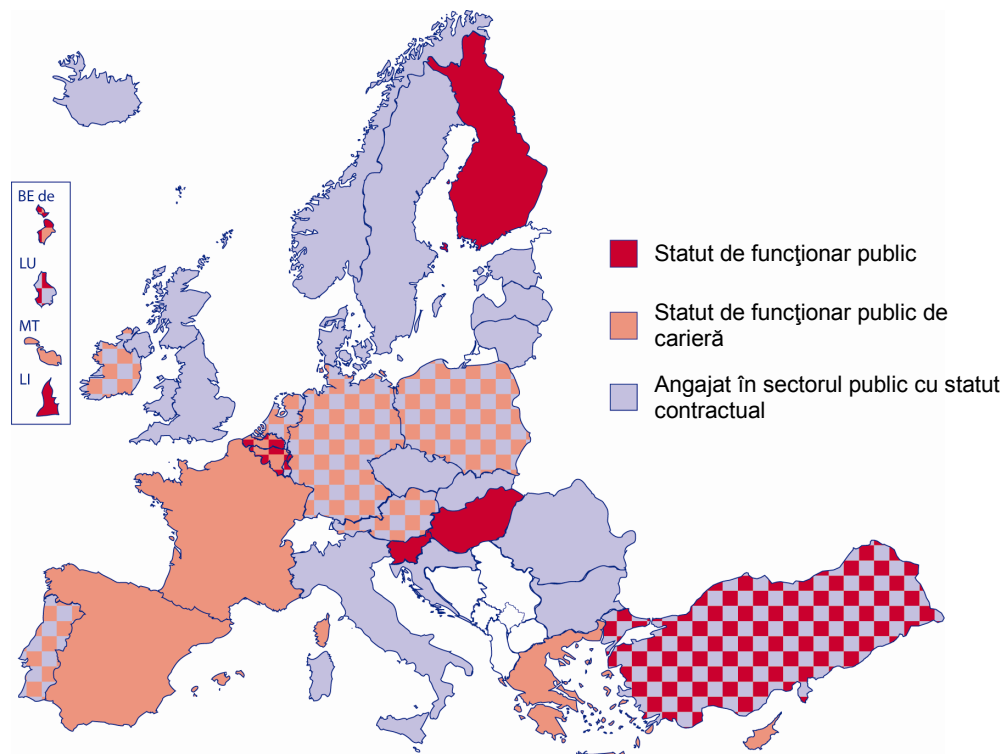 BE de
LU
MT
LI
Statut de funcţionar public
Statut de funcţionar public de
carieră
Angajat în sectorul public cu statut
contractual